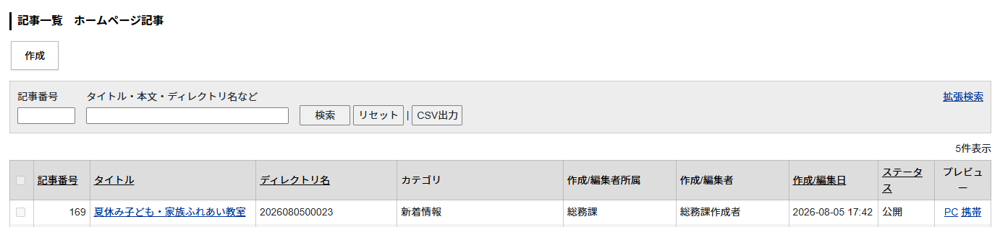 記事一覧　ホームページ記事
作成
記事番号　タイトル・本文・ディレクトリ名など　拡張検索
検索　リセット　|　CSV出力
5件表示
記事番号　タイトル　ディレクトリ名　カテゴリ　作成/編集者所属　作成/編集者　作成/編集日　ステータス　プレビュー
169　夏休み子ども・家族ふれあい教室　2026080500023　新着情報　総務課　総務課作成者　2026-08-05 17:42　公開　PC 携帯